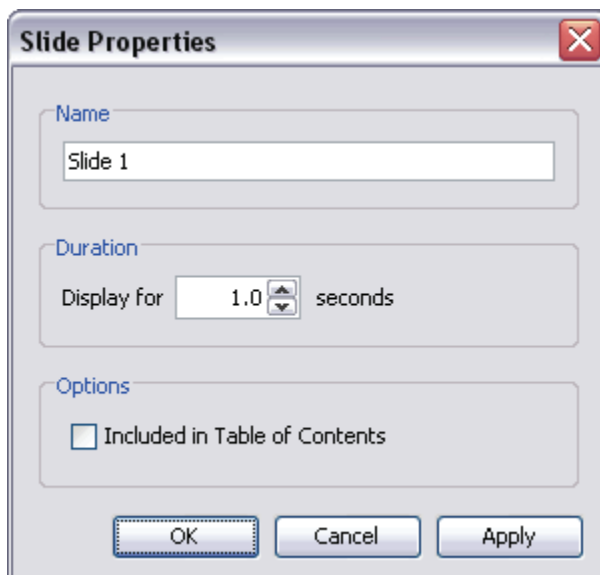 Slide Properties
Name
Slide 1
Duration
Display for 1.0 seconds
Options
Included in Table of Contents
OK Cancel Apply